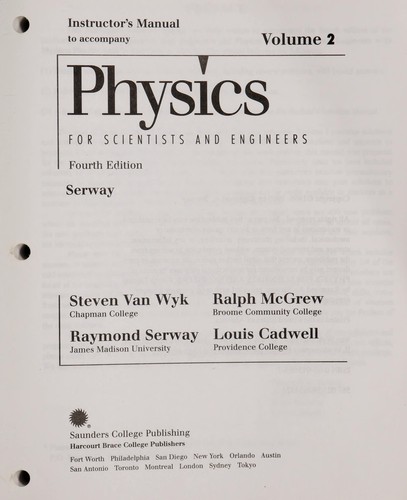 Instructor's Manual
to accompany
Volume 2
Physics
FOR SCIENTISTS AND ENGINEERS
Fourth Edition
Serway
Steven Van Wyk
Chapman College
Ralph McGrew
Broome Community College
Raymond Serway
James Madison University
Louis Cadwell
Providence College
Saunders College Publishing
Harcourt Brace College Publishers
Fort Worth Philadelphia San Diego New York Orlando Austin
San Antonio Toronto Montreal London Sydney Tokyo